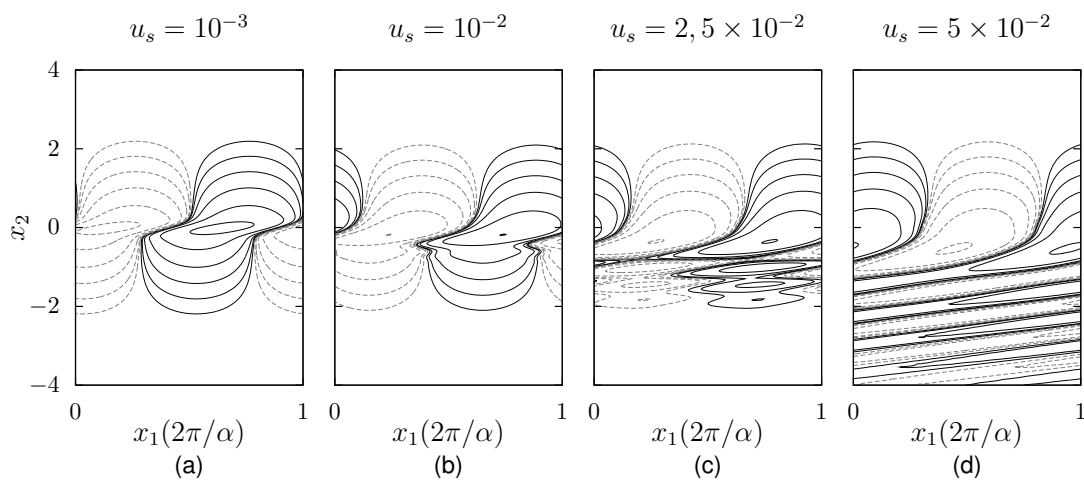 u_s = 10^{-3} u_s = 10^{-2} u_s = 2,5 × 10^{-2} u_s = 5 × 10^{-2}
4
2
x_2 0
−2
−4
0 1 0 1 0 1 0 1
x_1(2π/α) x_1(2π/α) x_1(2π/α) x_1(2π/α)
(a) (b) (c) (d)